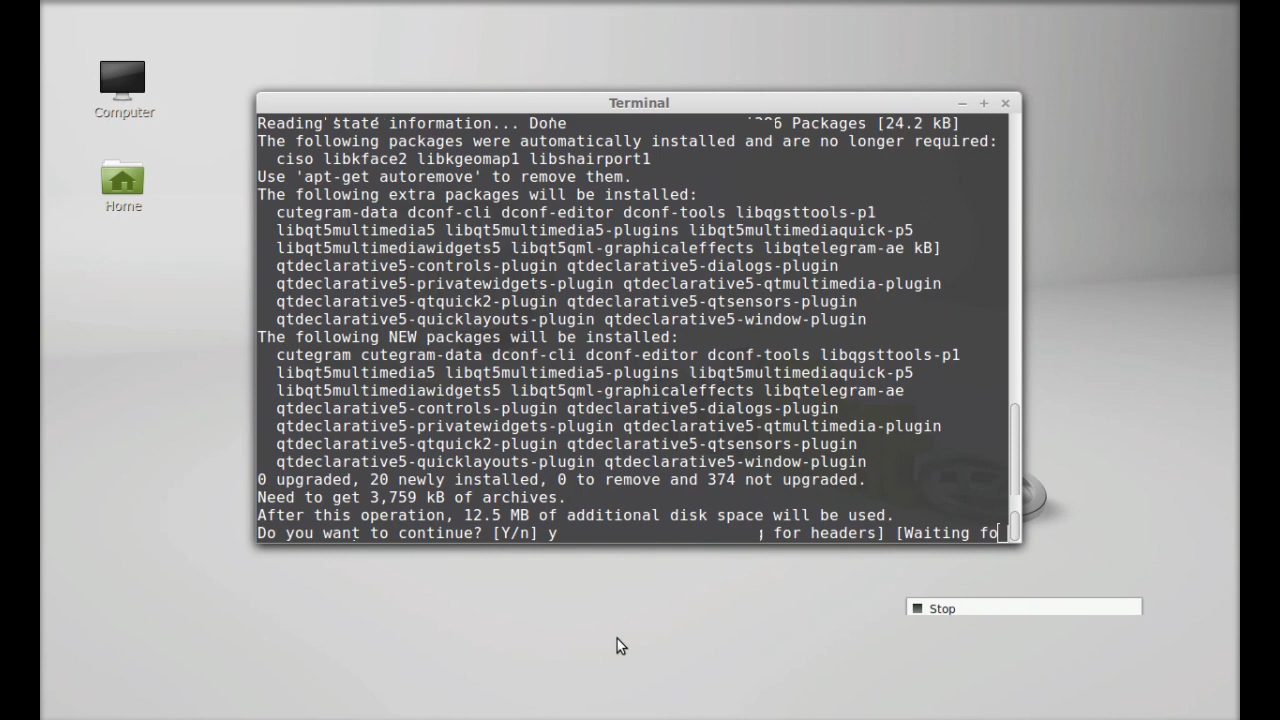 Computer
Home
Terminal
Reading state information... Done 6 Packages [24.2 kB]
The following packages were automatically installed and are no longer required:
ciso libkface2 libkgeomap1 libshairport1
Use 'apt-get autoremove' to remove them.
The following extra packages will be installed:
cutegram-data dconf-cli dconf-editor dconf-tools libqgsttools-p1
libqt5multimedia5 libqt5multimedia5-plugins libqt5multimediaquick-p5
libqt5multimediawidgets5 libqt5qml-graphicaleffects libqtelegram-ae kB]
qtdeclarative5-controls-plugin qtdeclarative5-dialogs-plugin
qtdeclarative5-privatewidgets-plugin qtdeclarative5-qtmultimedia-plugin
qtdeclarative5-qtquick2-plugin qtdeclarative5-qtsensors-plugin
qtdeclarative5-quicklayouts-plugin qtdeclarative5-window-plugin
The following NEW packages will be installed:
cutegram cutegram-data dconf-cli dconf-editor dconf-tools libqgsttools-p1
libqt5multimedia5 libqt5multimedia5-plugins libqt5multimediaquick-p5
libqt5multimediawidgets5 libqt5qml-graphicaleffects libqtelegram-ae
qtdeclarative5-controls-plugin qtdeclarative5-dialogs-plugin
qtdeclarative5-privatewidgets-plugin qtdeclarative5-qtmultimedia-plugin
qtdeclarative5-qtquick2-plugin qtdeclarative5-qtsensors-plugin
qtdeclarative5-quicklayouts-plugin qtdeclarative5-window-plugin
0 upgraded, 20 newly installed, 0 to remove and 374 not upgraded.
Need to get 3,759 kB of archives.
After this operation, 12.5 MB of additional disk space will be used.
Do you want to continue? [Y/n] y for headers] [Waiting fo
Stop